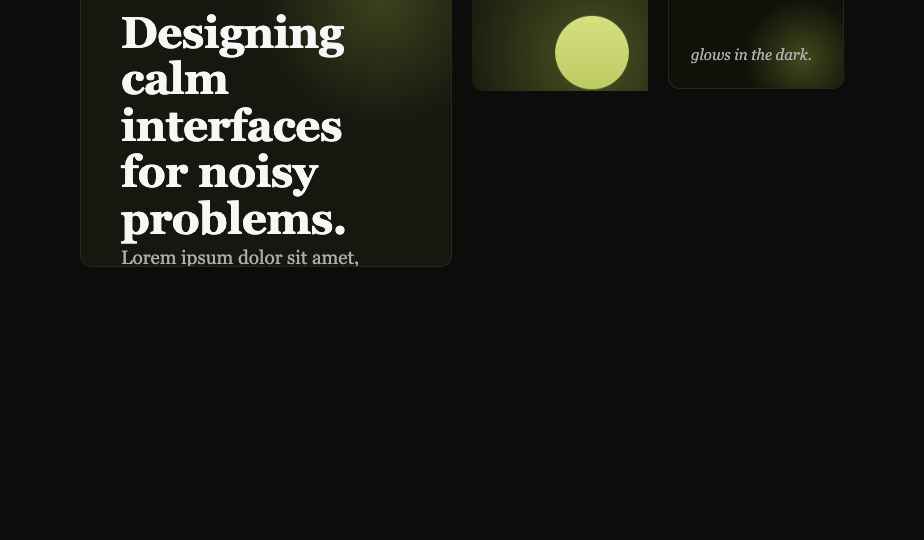 Designing
calm
interfaces
for noisy
problems.
Lorem ipsum dolor sit amet,
glows in the dark.